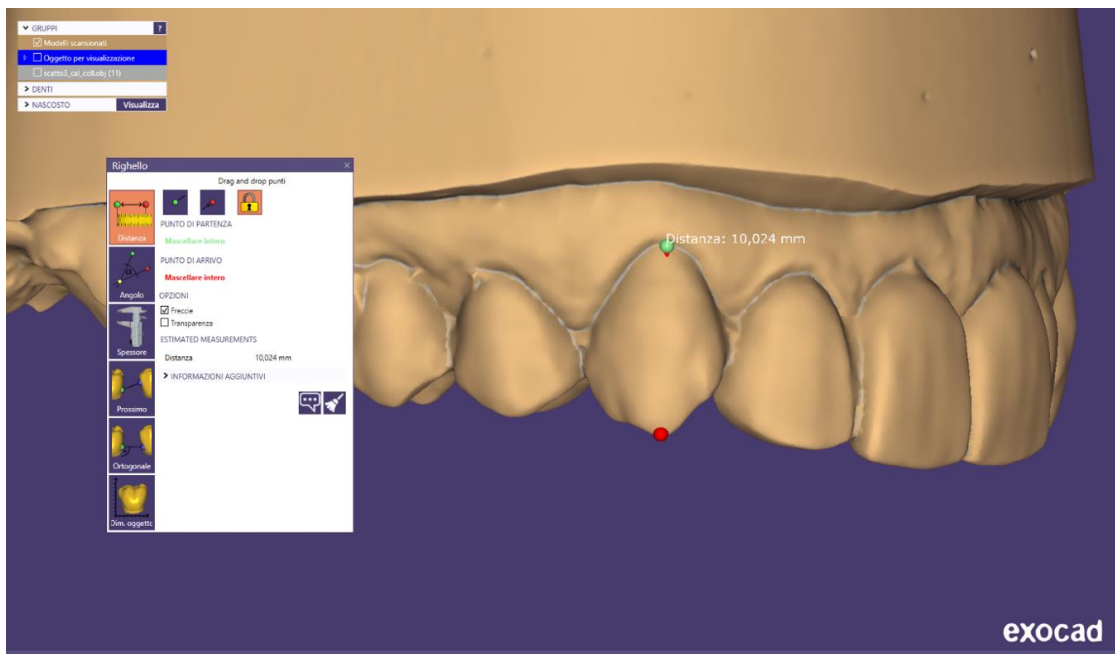 GRUPPI
?
Modelli scansionati
Oggetto per visualizzazione
scatto3_cal_coll.obj (11)
DENTI
NASCOSTO Visualizza
Righello
Drag and drop punti
Distanza
PUNTO DI PARTENZA
Mascellare intero
PUNTO DI ARRIVO
Mascellare intero
Angolo
OPZIONI
Freccie
Transparenza
ESTIMATED MEASUREMENTS
Spessore
Distanza 10,024 mm
INFORMAZIONI AGGIUNTIVI
Prossimo
Ortogonale
Dim. oggetto
Distanza: 10,024 mm
exocad